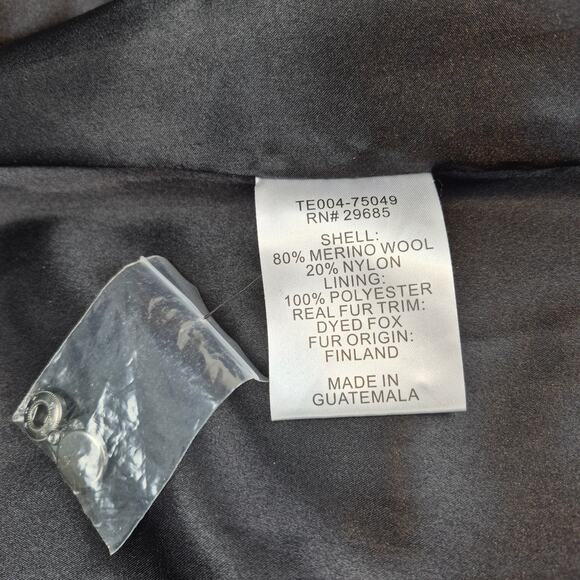 TE004-75049
RN# 29685
SHELL:
80% MERINO WOOL
20% NYLON
LINING:
100% POLYESTER
REAL FUR TRIM:
DYED FOX
FUR ORIGIN:
FINLAND
MADE IN
GUATEMALA